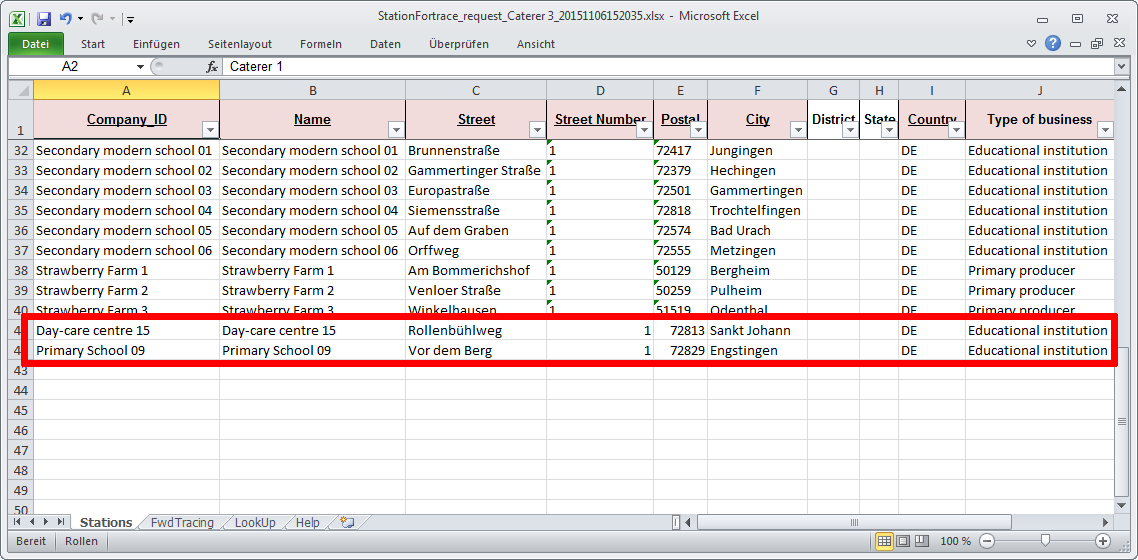 StationFortrace_request_Caterer 3_20151106152035.xlsx - Microsoft Excel
Datei Start Einfügen Seitenlayout Formeln Daten Überprüfen Ansicht
A2 fx Caterer 1
A B C D E F G H I J
1 Company_ID Name Street Street Number Postal City District State Country Type of business
32 Secondary modern school 01 Secondary modern school 01 Brunnenstraße 1 72417 Jungingen DE Educational institution
33 Secondary modern school 02 Secondary modern school 02 Gammertinger Straße 1 72379 Hechingen DE Educational institution
34 Secondary modern school 03 Secondary modern school 03 Europastraße 1 72501 Gammertingen DE Educational institution
35 Secondary modern school 04 Secondary modern school 04 Siemensstraße 1 72818 Trochtelfingen DE Educational institution
36 Secondary modern school 05 Secondary modern school 05 Auf dem Graben 1 72574 Bad Urach DE Educational institution
37 Secondary modern school 06 Secondary modern school 06 Orffweg 1 72555 Metzingen DE Educational institution
38 Strawberry Farm 1 Strawberry Farm 1 Am Bommerichshof 1 50129 Bergheim DE Primary producer
39 Strawberry Farm 2 Strawberry Farm 2 Venloer Straße 1 50259 Pulheim DE Primary producer
40 Strawberry Farm 3 Strawberry Farm 3 Winkelhausen 1 51519 Odenthal DE Primary producer
Day-care centre 15 Day-care centre 15 Rollenbühlweg 1 72813 Sankt Johann DE Educational institution
Primary School 09 Primary School 09 Vor dem Berg 1 72829 Engstingen DE Educational institution
43
44
45
46
47
48
49
50
Stations FwdTracing LookUp Help
Bereit Rollen 100 %